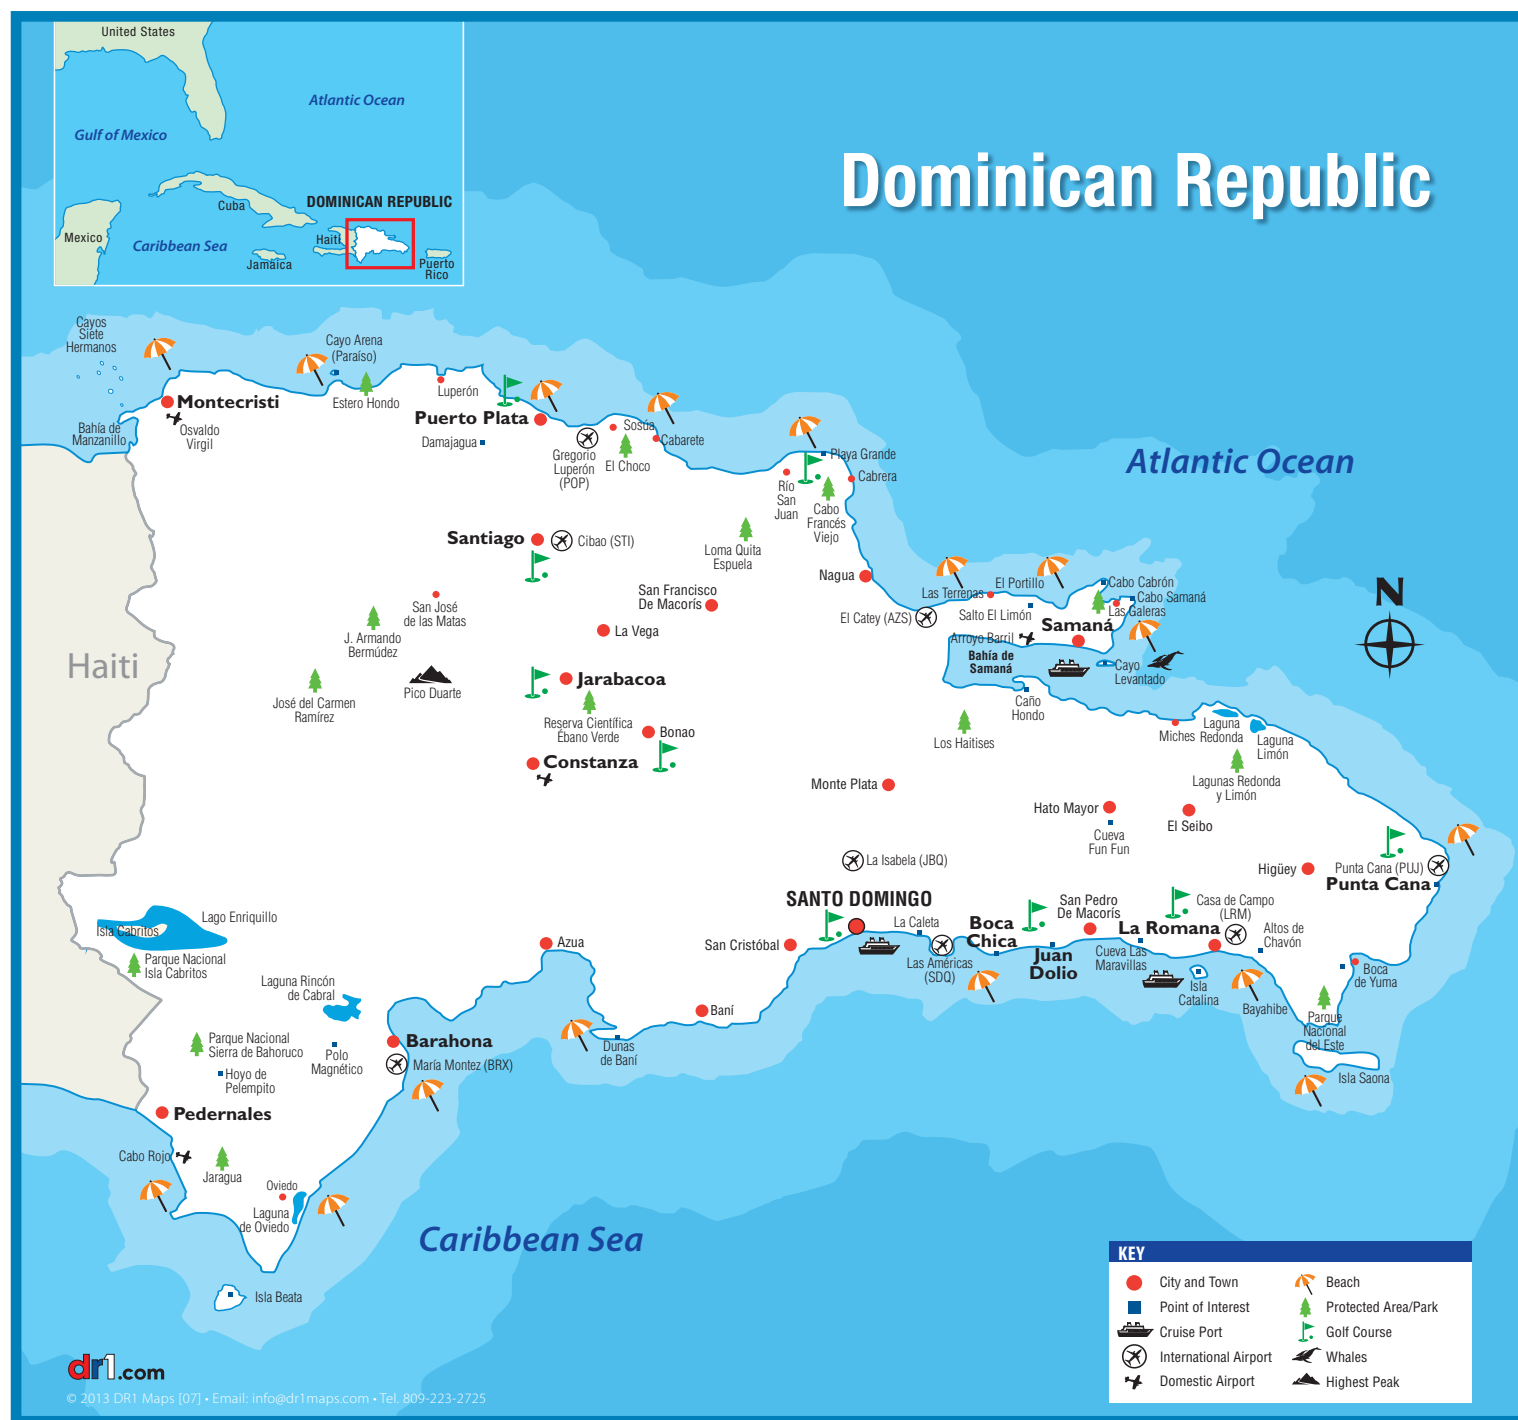 United States
Atlantic Ocean
Gulf of Mexico
Cuba
DOMINICAN REPUBLIC
Mexico
Caribbean Sea
Haiti
Jamaica
Puerto
Rico
Dominican Republic
Cayos
Siete
Hermanos
Cayo Arena
(Paraíso)
Montecristi
Osvaldo
Virgil
Bahía de
Manzanillo
Estero Hondo
Luperón
Puerto Plata
Damajagua
Sosúa
Cabarete
Gregorio
Luperón
(POP)
El Choco
Playa Grande
Cabrera
Río
San
Juan
Cabo
Francés
Viejo
Atlantic Ocean
Santiago
Cibao (STI)
Loma Quita
Espuela
Nagua
San Francisco
De Macorís
San José
de las Matas
La Vega
J. Armando
Bermúdez
El Catey (AZS)
Las Terrenas
El Portillo
Salto El Limón
Cabo Cabrón
Cabo Samaná
Las Galeras
Samaná
Arroyo Barril
Bahía de
Samaná
Cayo
Levantado
N
Haiti
Pico Duarte
Jarabacoa
José del Carmen
Ramírez
Reserva Científica
Ébano Verde
Bonao
Constanza
Caño
Hondo
Los Haitises
Miches
Laguna
Redonda
Laguna
Limón
Lagunas Redonda
y Limón
Monte Plata
Hato Mayor
Cueva
Fun Fun
El Seibo
La Isabela (JBQ)
Higüey
Punta Cana (PUJ)
Punta Cana
SANTO DOMINGO
La Caleta
Boca
Chica
San Pedro
De Macorís
Casa de Campo
(LRM)
La Romana
Altos de
Chavón
Lago Enriquillo
Isla Cabritos
Parque Nacional
Isla Cabritos
Azua
San Cristóbal
Las Américas
(SDQ)
Juan
Dolio
Cueva Las
Maravillas
Isla
Catalina
Bayahibe
Boca
de Yuma
Laguna Rincón
de Cabral
Baní
Parque
Nacional
del Este
Isla Saona
Parque Nacional
Sierra de Bahoruco
Polo
Magnético
Barahona
María Montez (BRX)
Dunas
de Baní
Hoyo de
Pelempito
Pedernales
Cabo Rojo
Jaragua
Oviedo
Laguna
de Oviedo
Caribbean Sea
Isla Beata
KEY
City and Town
Point of Interest
Cruise Port
International Airport
Domestic Airport
Beach
Protected Area/Park
Golf Course
Whales
Highest Peak
dr1.com
© 2013 DR1 Maps [07] • Email: info@dr1maps.com • Tel. 809-223-2725